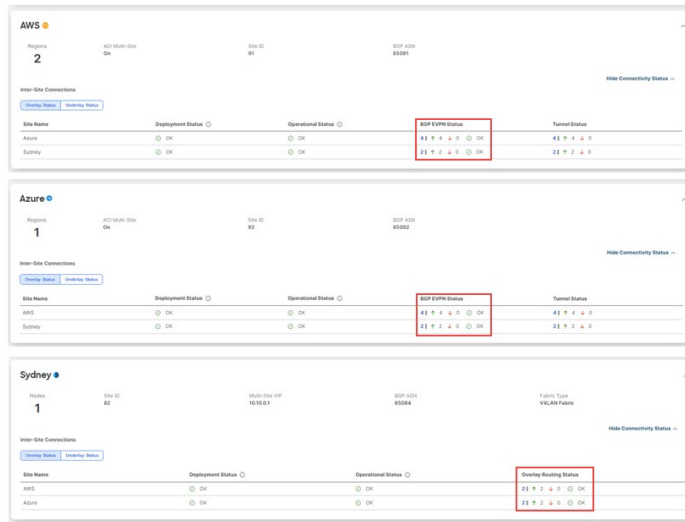 AWS
Regions ACI Multi-Site Site ID BGP ASN
2 On 91 65091
Hide Connectivity Status
Inter-Site Connections
Overlay Status Underlay Status
Site Name Deployment Status Operational Status BGP EVPN Status Tunnel Status
Azure OK OK 4 ↑ 4 ↓ 0 OK 4 ↑ 4 ↓ 0
Sydney OK OK 2 ↑ 2 ↓ 0 OK 2 ↑ 2 ↓ 0
Azure
Regions ACI Multi-Site Site ID BGP ASN
1 On 92 65092
Hide Connectivity Status
Inter-Site Connections
Overlay Status Underlay Status
Site Name Deployment Status Operational Status BGP EVPN Status Tunnel Status
AWS OK OK 4 ↑ 4 ↓ 0 OK 4 ↑ 4 ↓ 0
Sydney OK OK 2 ↑ 2 ↓ 0 OK 2 ↑ 2 ↓ 0
Sydney
Nodes Site ID Multi-Site VIP BGP ASN Fabric Type
1 82 10.10.0.1 65084 VXLAN Fabric
Hide Connectivity Status
Inter-Site Connections
Overlay Status Underlay Status
Site Name Deployment Status Operational Status Overlay Routing Status
AWS OK OK 2 ↑ 2 ↓ 0 OK
Azure OK OK 2 ↑ 2 ↓ 0 OK